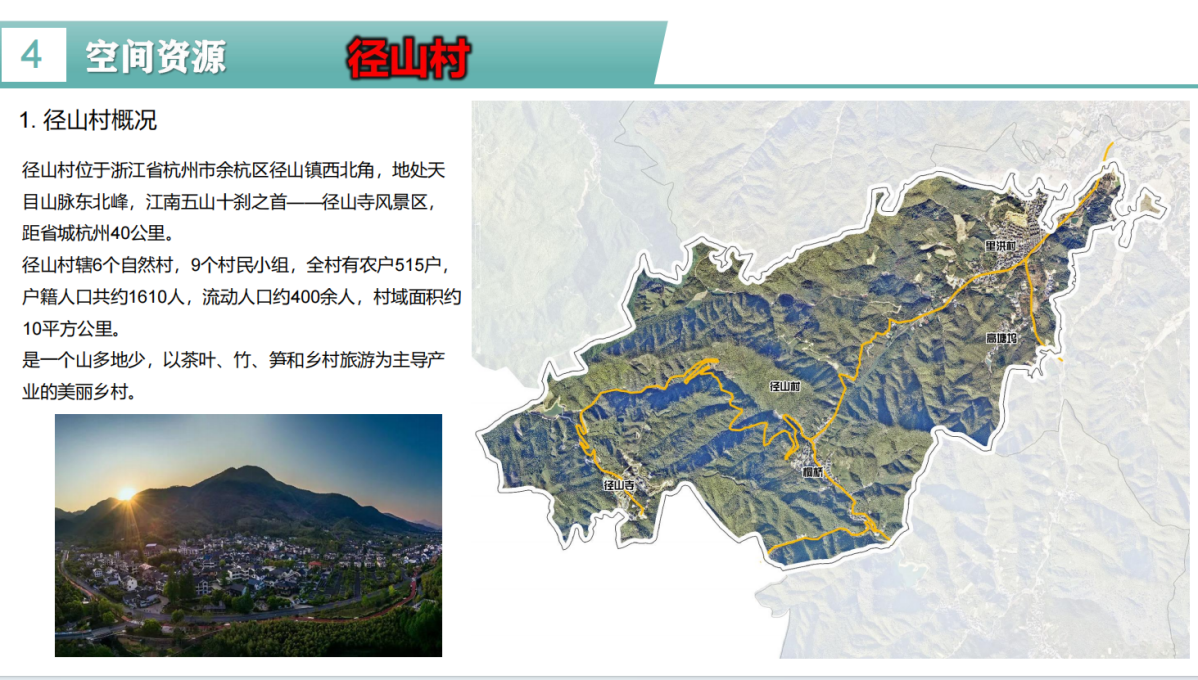 4
空间资源
径山村
1. 径山村概况
径山村位于浙江省杭州市余杭区径山镇西北角，地处天
目山脉东北峰，江南五山十刹之首——径山寺风景区，
距省城杭州40公里。
径山村辖6个自然村，9个村民小组，全村有农户515户，
户籍人口共约1610人，流动人口约400余人，村域面积约
10平方公里。
是一个山多地少，以茶叶、竹、笋和乡村旅游为主导产
业的美丽乡村。
里洪村
高塘坞
径山村
桐桥
径山寺